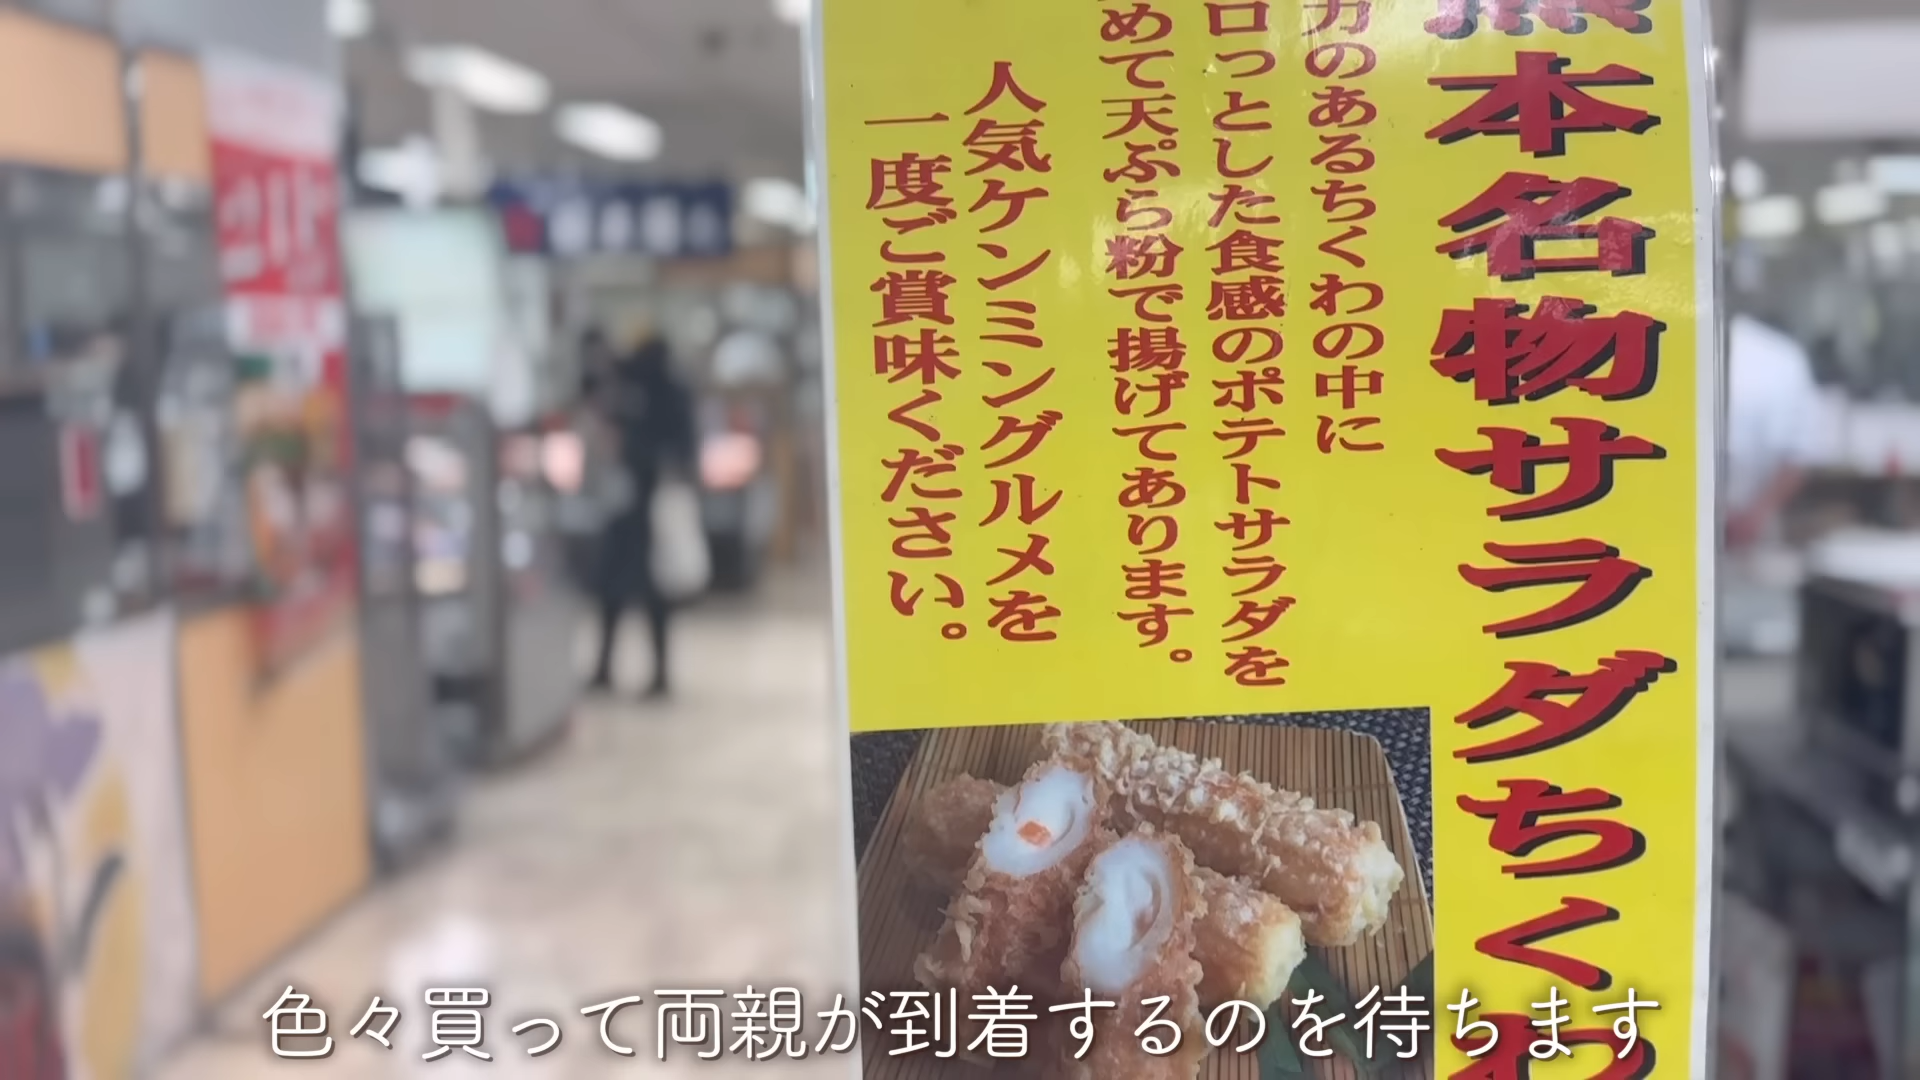 熊本名物サラダちくわ
力のあるちくわの中に
ロっとした食感のポテトサラダを
めて天ぷら粉で揚げてあります。
人気ケンミングルメを
一度ご賞味ください。
色々買って両親が到着するのを待ちます